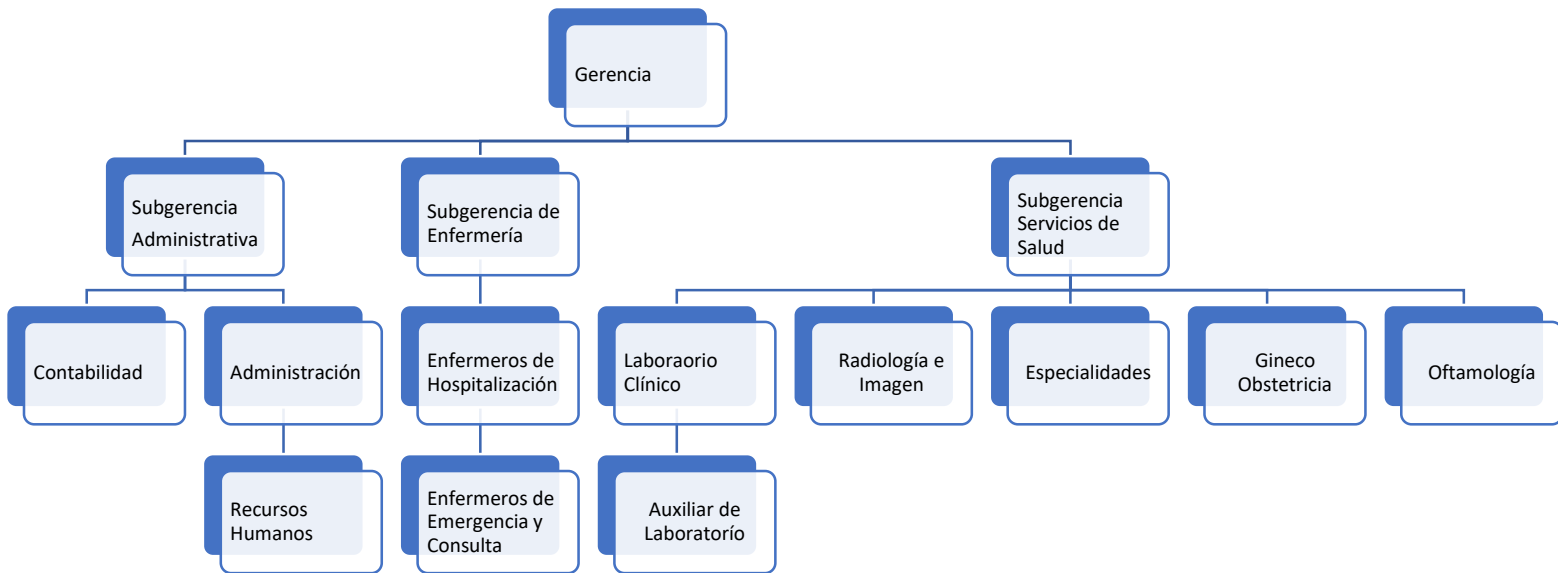 Gerencia
Subgerencia
Administrativa
Subgerencia de
Enfermería
Subgerencia
Servicios de
Salud
Contabilidad
Administración
Enfermeros de
Hospitalización
Laboraorio
Clínico
Radiología e
Imagen
Especialidades
Gineco
Obstetricia
Oftamología
Recursos
Humanos
Enfermeros de
Emergencia y
Consulta
Auxiliar de
Laboratorío